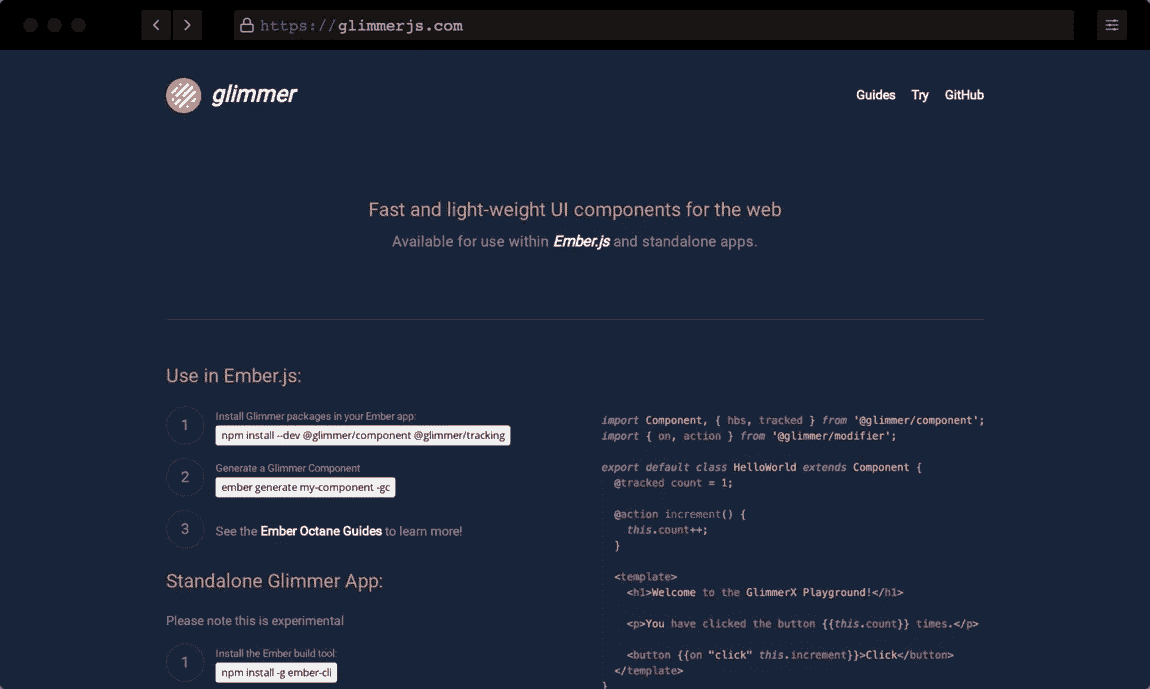 https://glimmerjs.com
glimmer
Guides Try GitHub
Fast and light-weight UI components for the web
Available for use within Ember.js and standalone apps.
Use in Ember.js:
1
Install Glimmer packages in your Ember app:
npm install --dev @glimmer/component @glimmer/tracking
2
Generate a Glimmer Component
ember generate my-component -gc
3
See the Ember Octane Guides to learn more!
Standalone Glimmer App:
Please note this is experimental
1
Install the Ember build tool:
npm install -g ember-cli
import Component, { hbs, tracked } from '@glimmer/component';
import { on, action } from '@glimmer/modifier';
export default class HelloWorld extends Component {
@tracked count = 1;
@action increment() {
this.count++;
}
<template>
<h1>Welcome to the GlimmerX Playground!</h1>
<p>You have clicked the button {{this.count}} times.</p>
<button {{on "click" this.increment}}>Click</button>
</template>
}